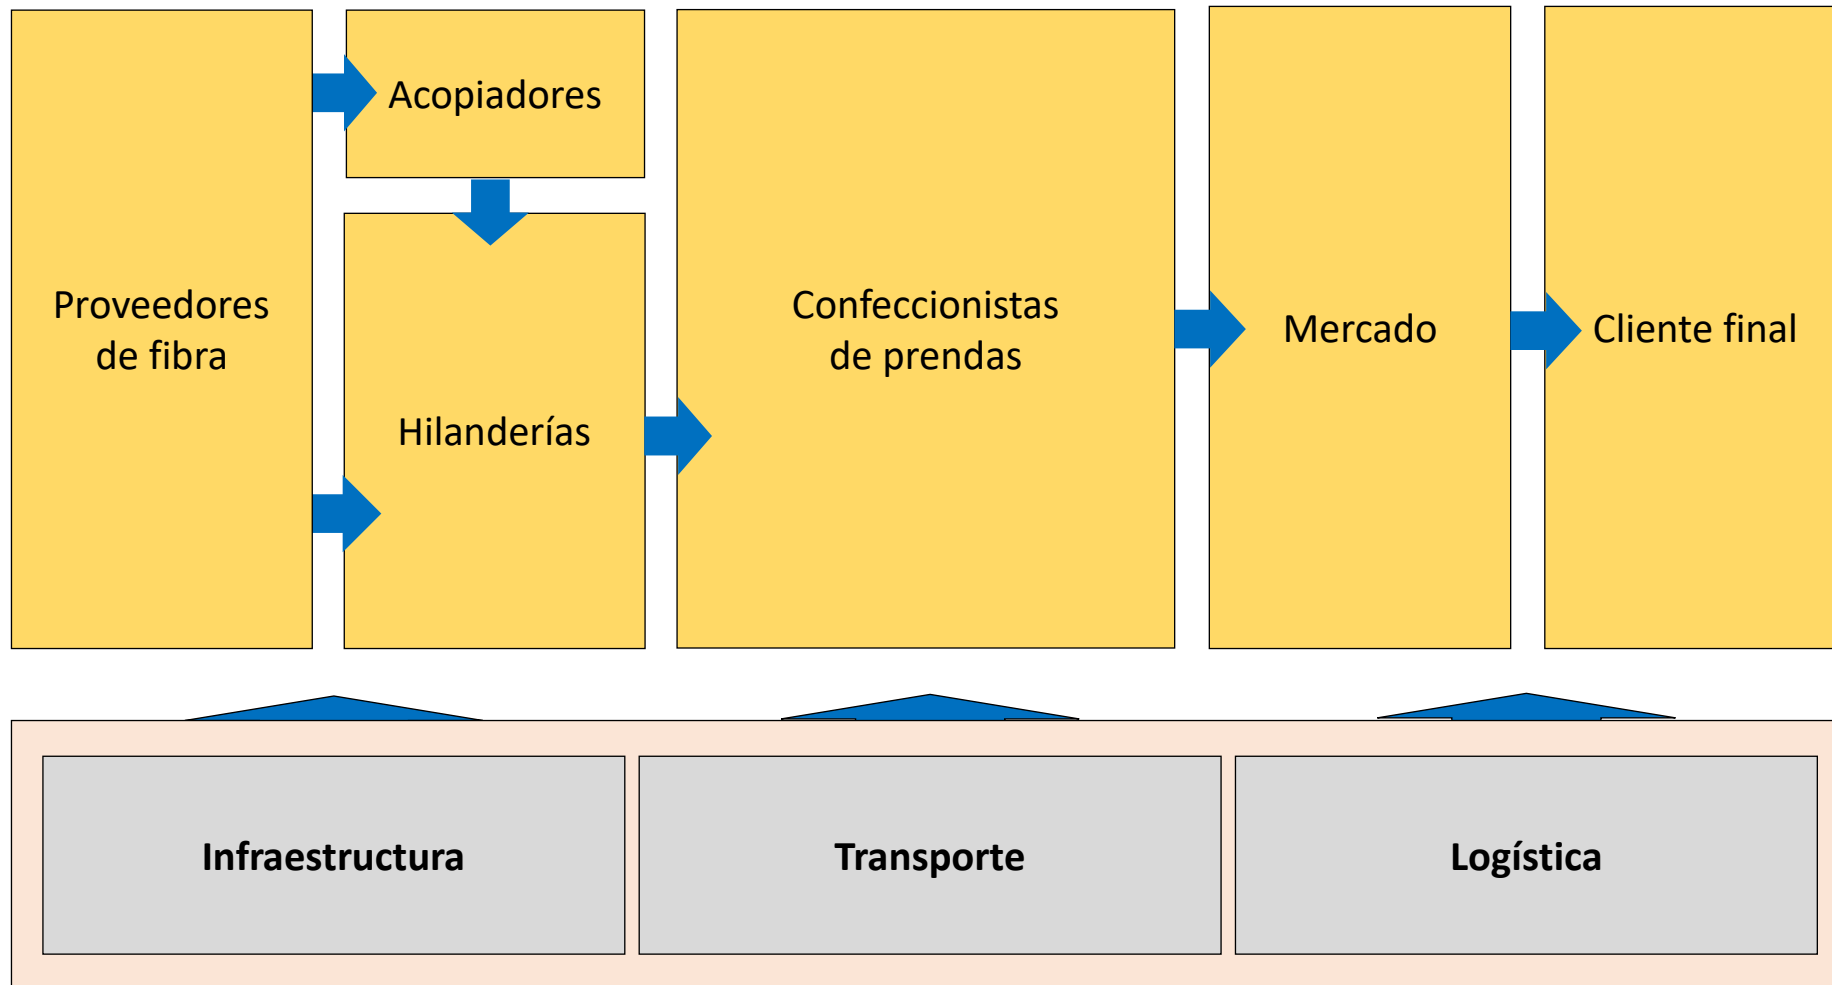 Proveedores
de fibra
Acopiadores
Hilanderías
Confeccionistas
de prendas
Mercado
Cliente final
Infraestructura
Transporte
Logística